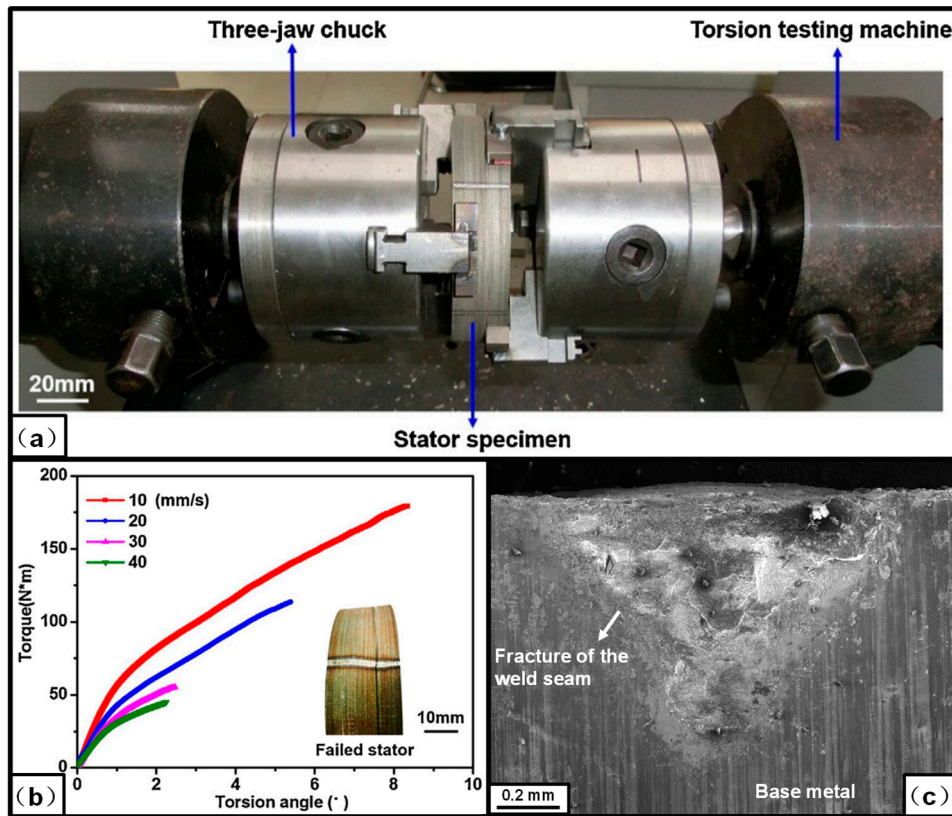 Three-jaw chuck
Torsion testing machine
20mm
(a)
Stator specimen
200
150
100
50
0
Torque(N*m)
10 (mm/s)
20
30
40
Failed stator
10mm
0 2 4 6 8 10
Torsion angle (°)
(b)
Fracture of the
weld seam
Base metal
0.2 mm
(c)